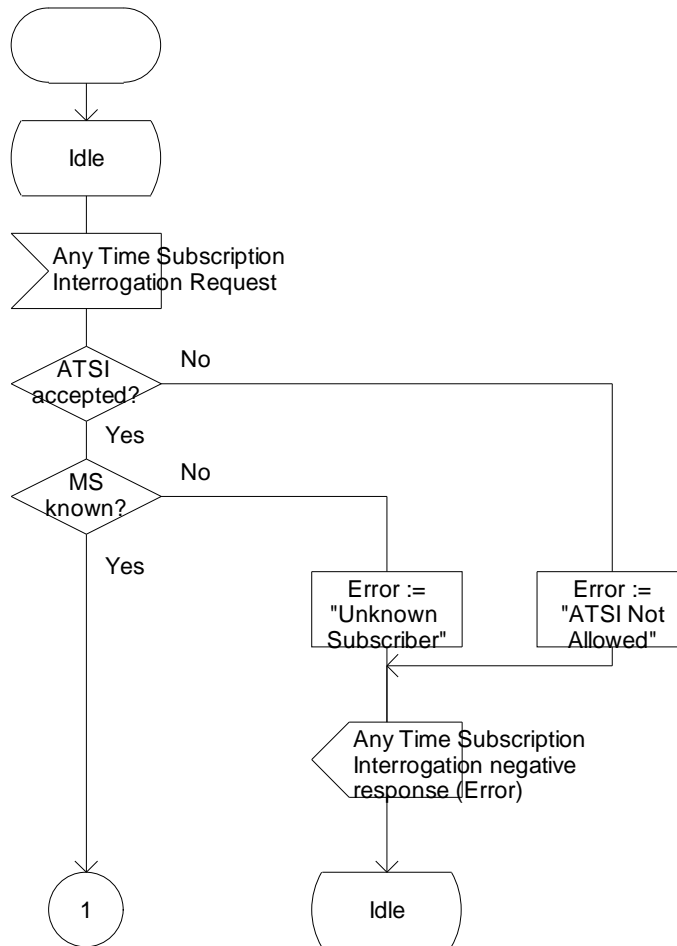 Idle
Any Time Subscription
Interrogation Request
ATSI
accepted?
No
Yes
MS
known?
No
Yes
Error :=
"Unknown
Subscriber"
Error :=
"ATSI Not
Allowed"
Any Time Subscription
Interrogation negative
response (Error)
1
Idle